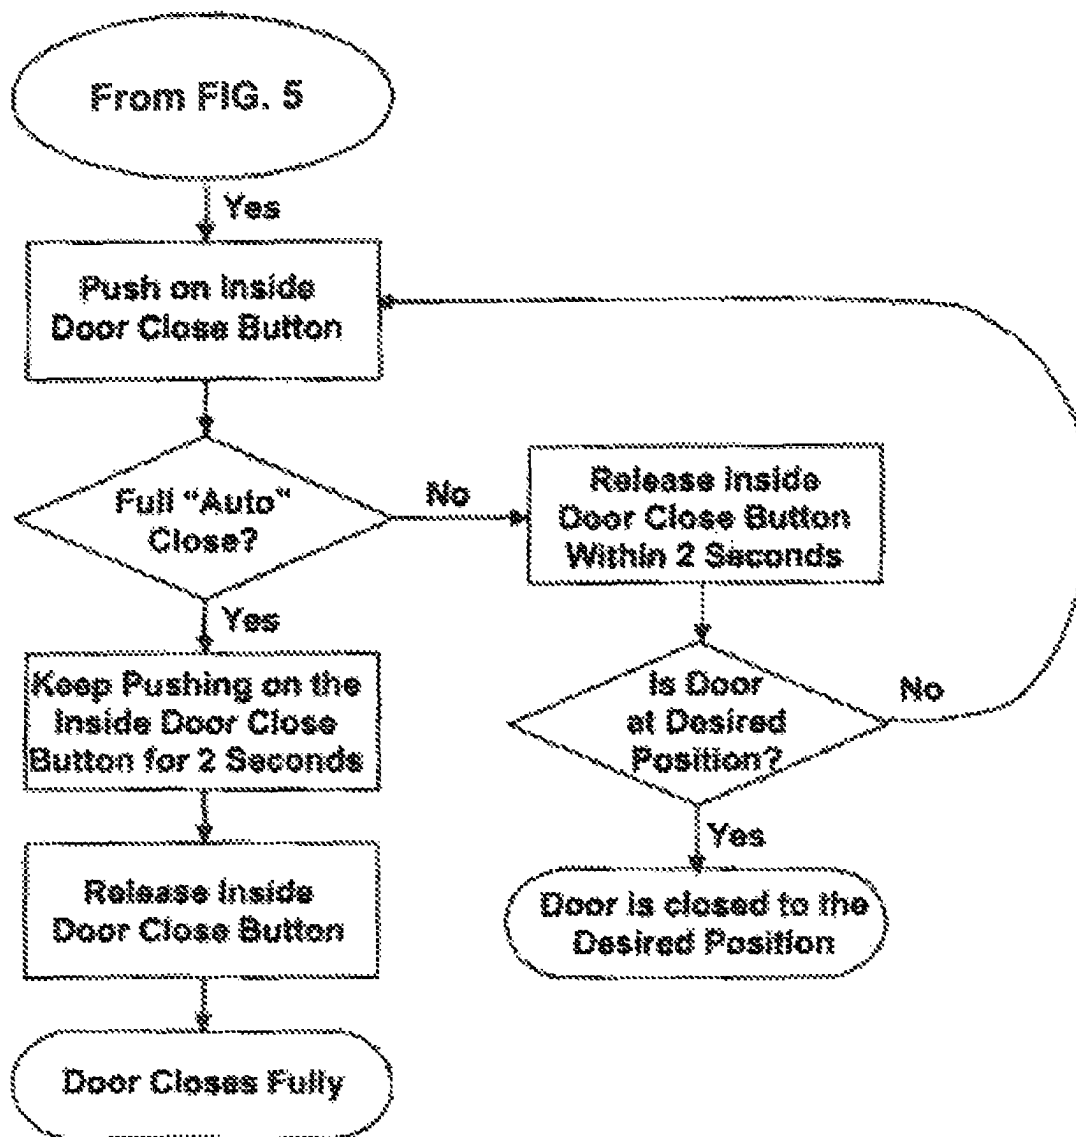 From FIG. 5
Yes
Push on Inside
Door Close Button
Full "Auto"
Close?
No
Release Inside
Door Close Button
Within 2 Seconds
Yes
Keep Pushing on the
Inside Door Close
Button for 2 Seconds
Is Door
at Desired
Position?
No
Yes
Release Inside
Door Close Button
Door is closed to the
Desired Position
Door Closes Fully